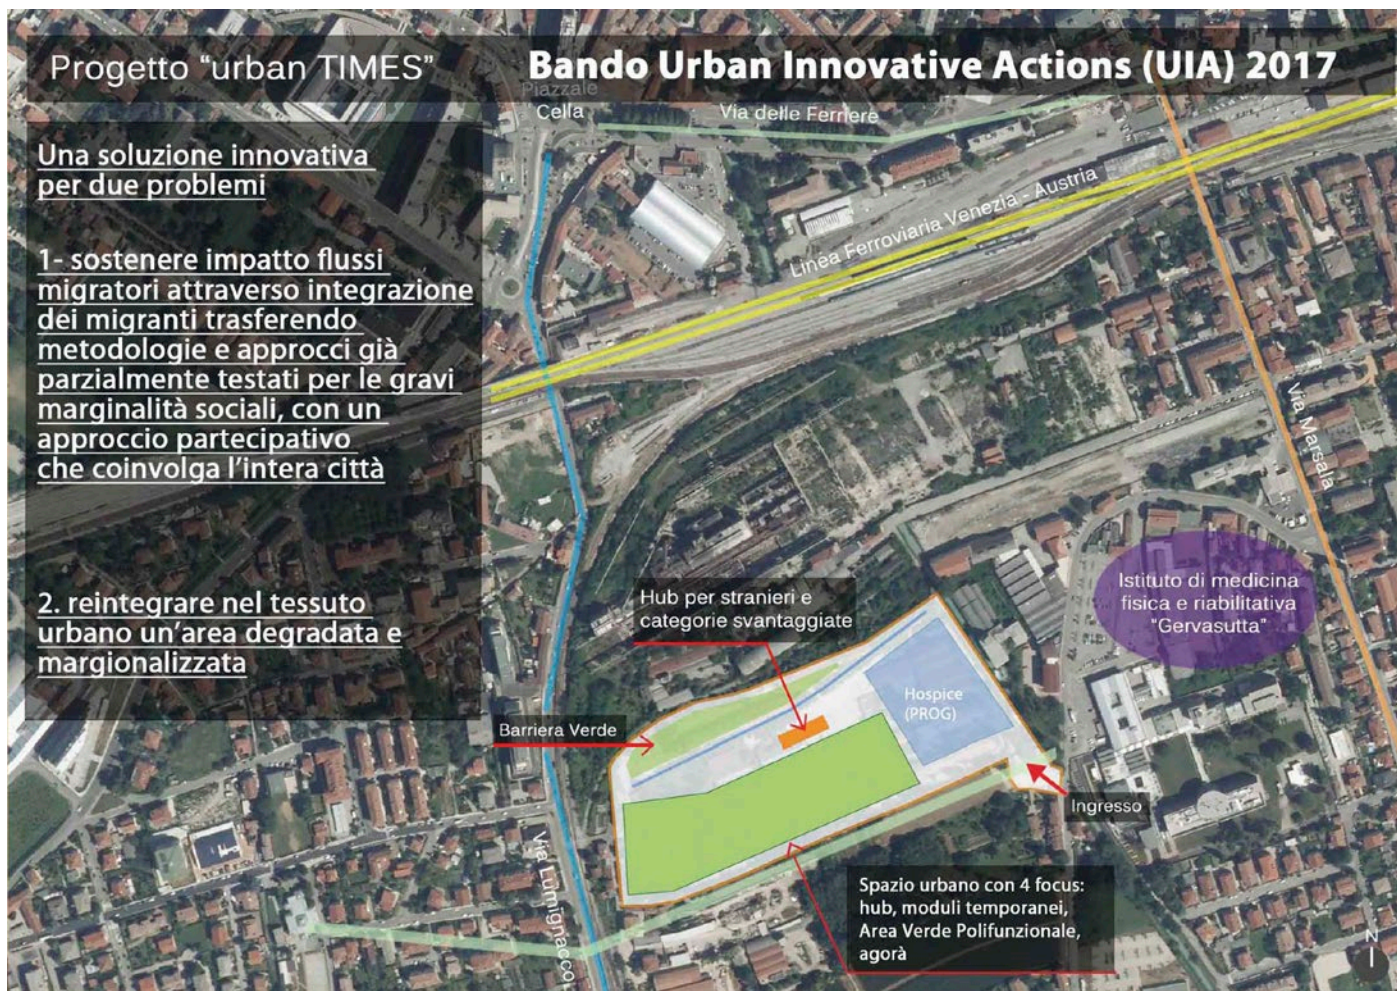 Progetto "urban TIMES"
Bando Urban Innovative Actions (UIA) 2017
Piazzale
Cella
Via delle Ferriere
Una soluzione innovativa
per due problemi
1- sostenere impatto flussi
migratori attraverso integrazione
dei migranti trasferendo
metodologie e approcci già
parzialmente testati per le gravi
marginalità sociali, con un
approccio partecipativo
che coinvolga l'intera città
2. reintegrare nel tessuto
urbano un'area degradata e
margionalizzata
Linea Ferroviaria Venezia - Austria
Via Marsala
Istituto di medicina
fisica e riabilitativa
"Gervasutta"
Hub per stranieri e
categorie svantaggiate
Hospice
(PROG)
Barriera Verde
Ingresso
Via Lumignacco
Spazio urbano con 4 focus:
hub, moduli temporanei,
Area Verde Polifunzionale,
agorà
N